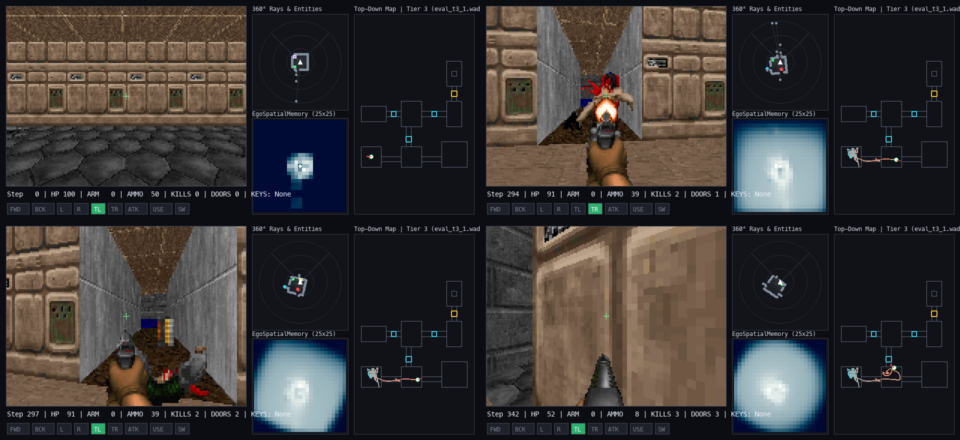 360° Rays & Entities
Top-Down Map | Tier 3 (eval_t3_1.wad
EgoSpatialMemory (25x25)
Step 0 | HP 100 | ARM 0 | AMMO 50 | KILLS 0 | DOORS 0 | KEYS: None
FWD BCK L R TL TR ATK USE SW
360° Rays & Entities
Top-Down Map | Tier 3 (eval_t3_1.wad
EgoSpatialMemory (25x25)
Step 294 | HP 91 | ARM 0 | AMMO 39 | KILLS 2 | DOORS 1 | KEYS: None
FWD BCK L R TL TR ATK USE SW
360° Rays & Entities
Top-Down Map | Tier 3 (eval_t3_1.wad
EgoSpatialMemory (25x25)
Step 297 | HP 91 | ARM 0 | AMMO 39 | KILLS 2 | DOORS 2 | KEYS: None
FWD BCK L R TL TR ATK USE SW
360° Rays & Entities
Top-Down Map | Tier 3 (eval_t3_1.wad
EgoSpatialMemory (25x25)
Step 342 | HP 52 | ARM 0 | AMMO 8 | KILLS 3 | DOORS 3 | KEYS: None
FWD BCK L R TL TR ATK USE SW